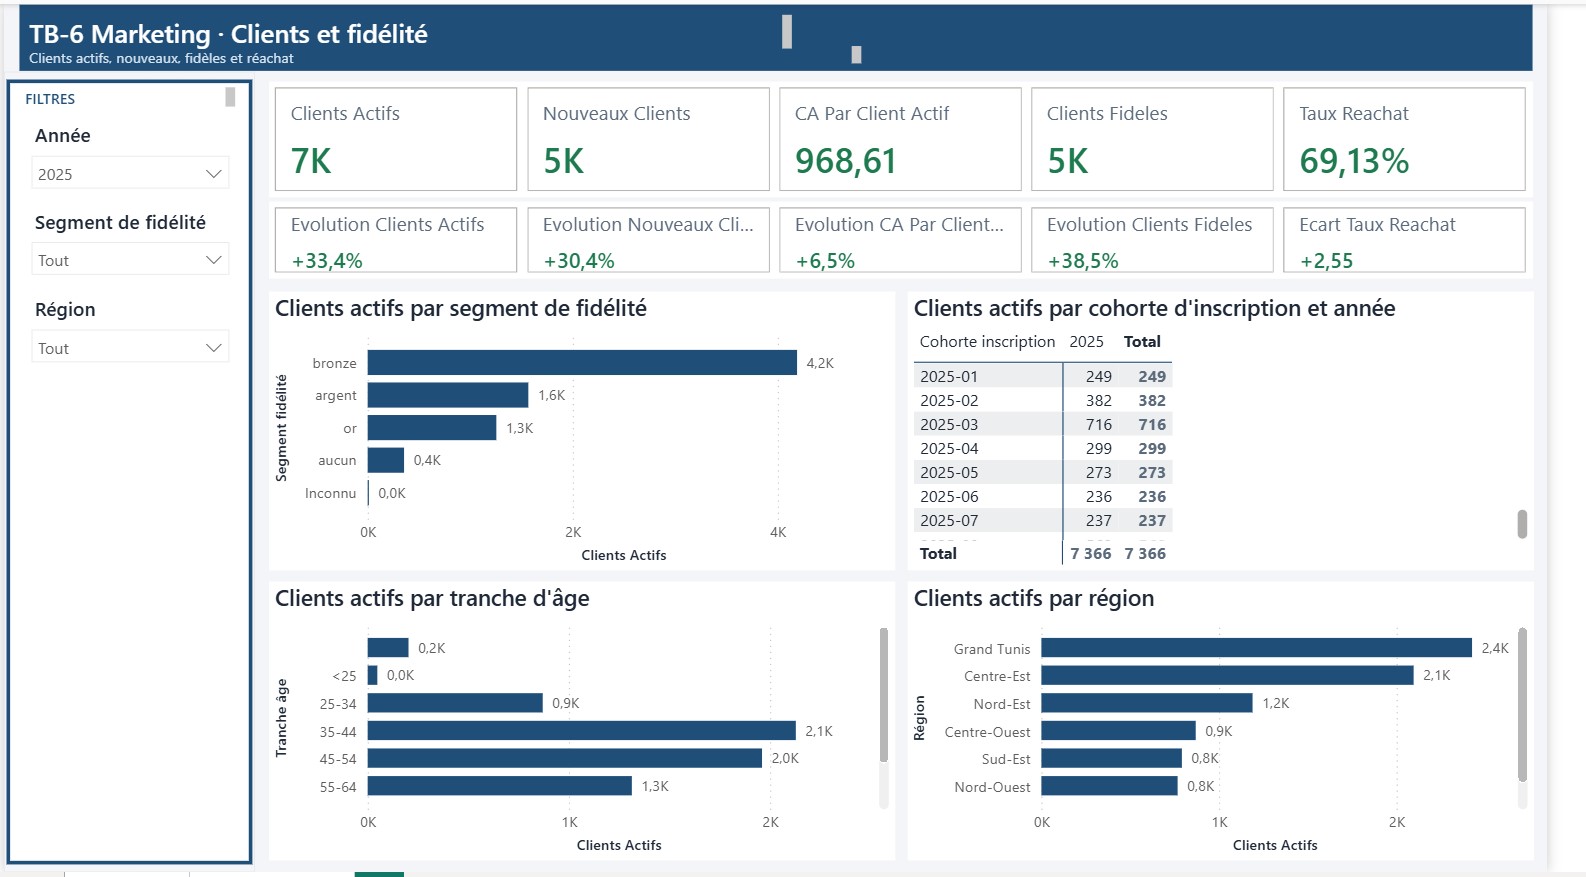 TB-6 Marketing · Clients et fidélité
Clients actifs, nouveaux, fidèles et réachat
FILTRES
Année
2025
Segment de fidélité
Tout
Région
Tout
Clients Actifs
7K
Nouveaux Clients
5K
CA Par Client Actif
968,61
Clients Fideles
5K
Taux Reachat
69,13%
Evolution Clients Actifs
+33,4%
Evolution Nouveaux Cli...
+30,4%
Evolution CA Par Client...
+6,5%
Evolution Clients Fideles
+38,5%
Ecart Taux Reachat
+2,55
Clients actifs par segment de fidélité
Segment fidélité
bronze 4,2K
argent 1,6K
or 1,3K
aucun 0,4K
Inconnu 0,0K
0K 2K 4K
Clients Actifs
Clients actifs par cohorte d'inscription et année
Cohorte inscription 2025 Total
2025-01 249 249
2025-02 382 382
2025-03 716 716
2025-04 299 299
2025-05 273 273
2025-06 236 236
2025-07 237 237
Total 7 366 7 366
Clients actifs par tranche d'âge
Tranche âge
0,2K
<25 0,0K
25-34 0,9K
35-44 2,1K
45-54 2,0K
55-64 1,3K
0K 1K 2K
Clients Actifs
Clients actifs par région
Région
Grand Tunis 2,4K
Centre-Est 2,1K
Nord-Est 1,2K
Centre-Ouest 0,9K
Sud-Est 0,8K
Nord-Ouest 0,8K
0K 1K 2K
Clients Actifs